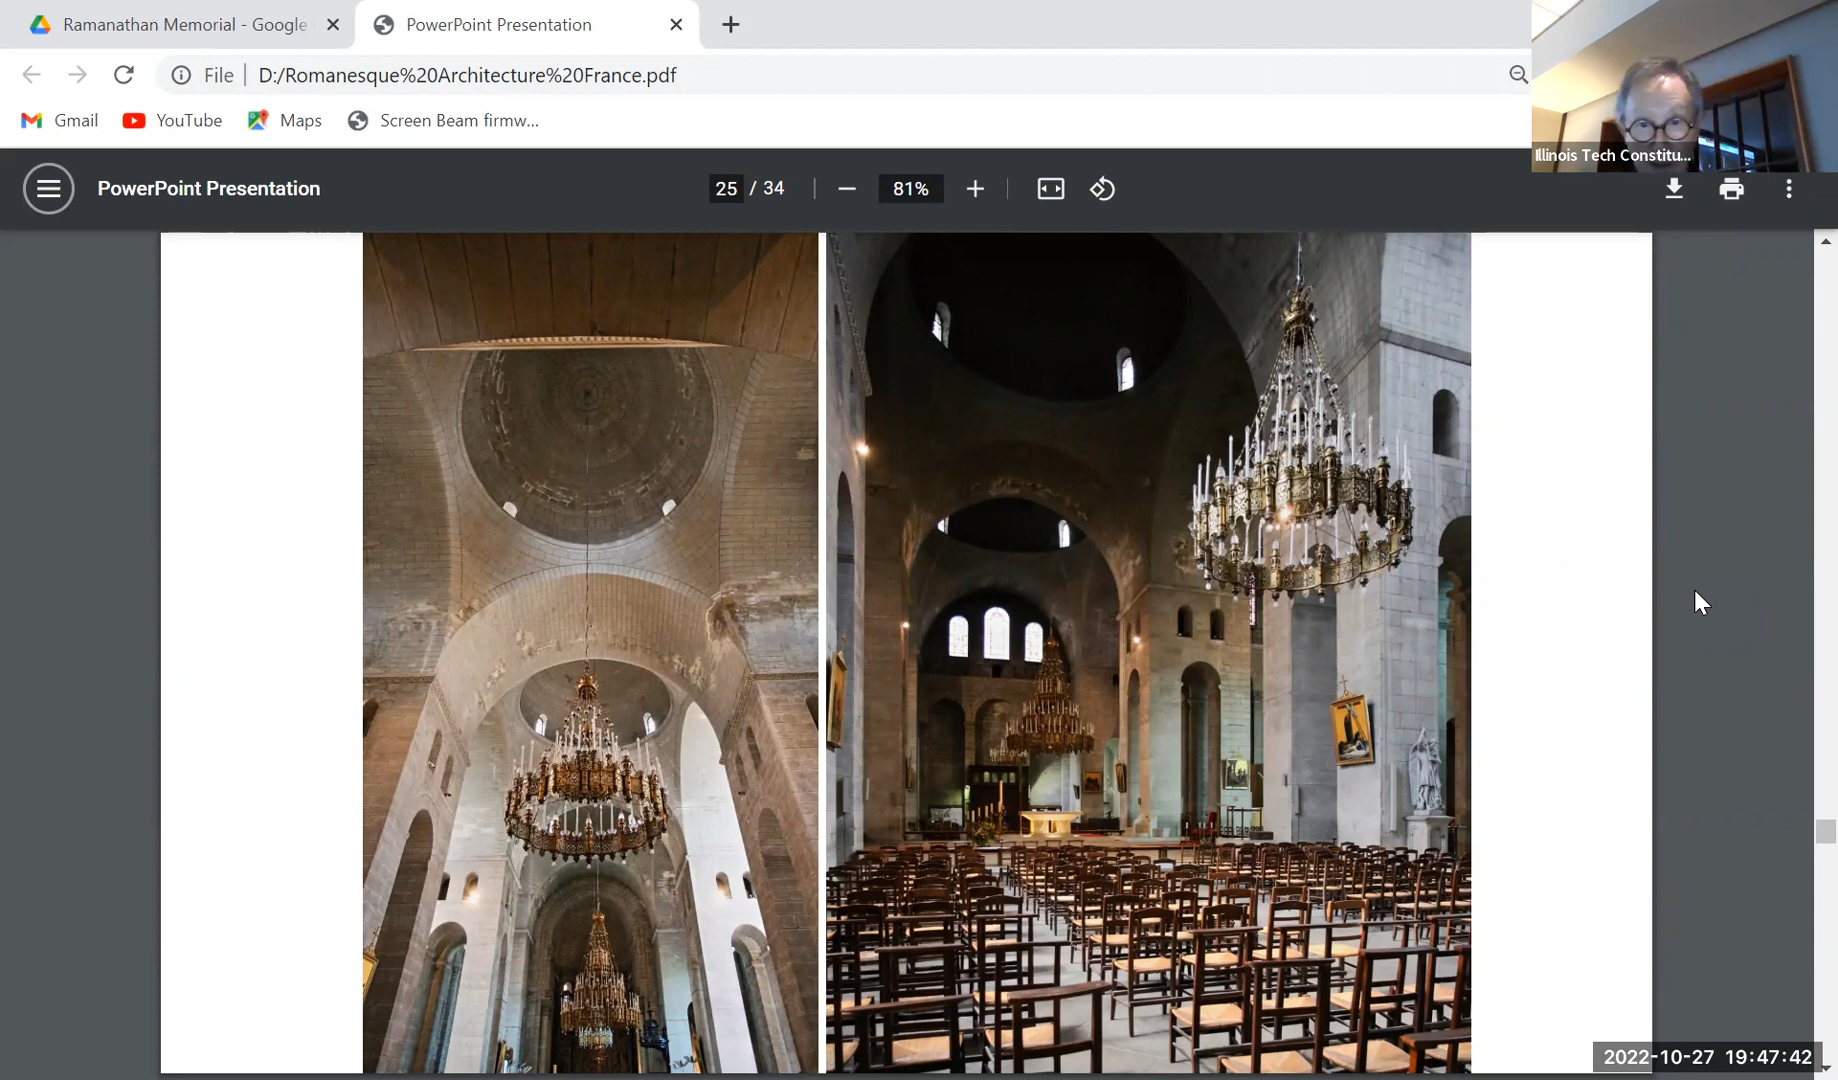 Ramanathan Memorial - Google
PowerPoint Presentation
File
D:/Romanesque%20Architecture%20France.pdf
Gmail
YouTube
Maps
Screen Beam firmw...
Illinois Tech Constitu...
PowerPoint Presentation
25 / 34
81%
2022-10-27 19:47:42